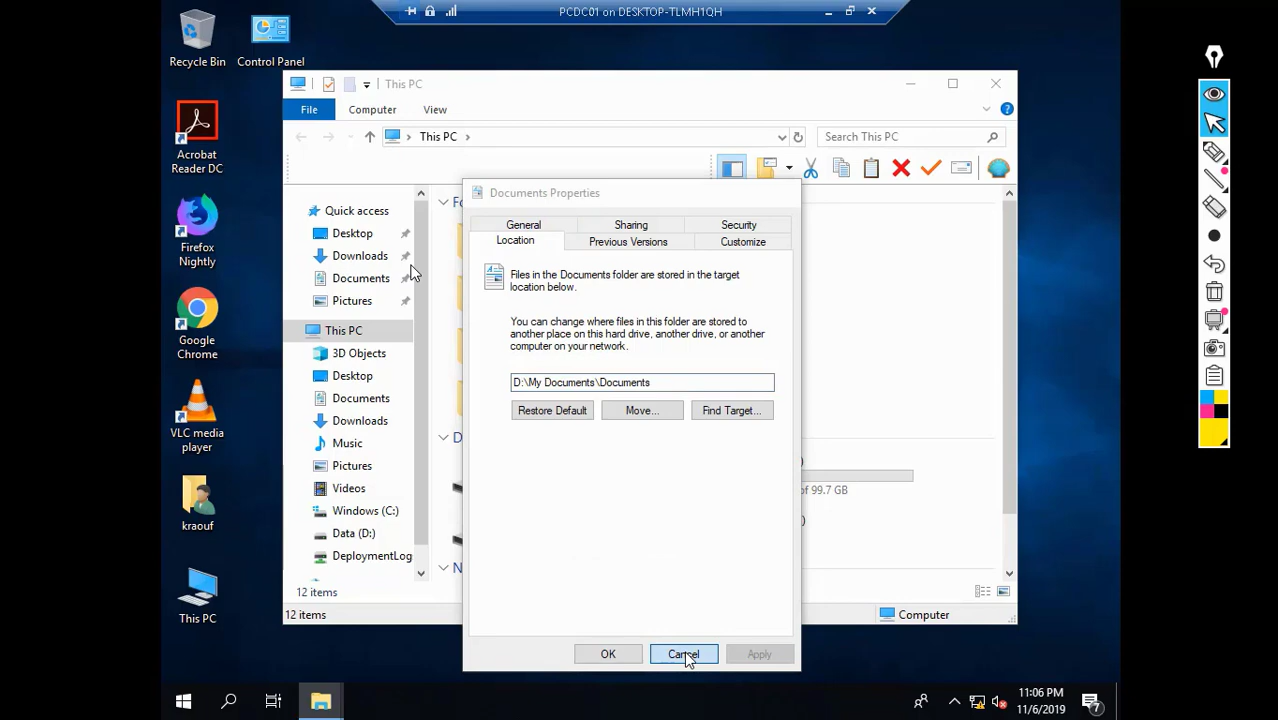 PCDC01 on DESKTOP-TLMH1QH
Recycle Bin
Control Panel
Acrobat
Reader DC
Firefox
Nightly
Google
Chrome
VLC media
player
kraouf
This PC
This PC
File
Computer
View
This PC
Search This PC
Quick access
Desktop
Downloads
Documents
Pictures
This PC
3D Objects
Desktop
Documents
Downloads
Music
Pictures
Videos
Windows (C:)
Data (D:)
DeploymentLog
12 items
12 items
Fo
D
N
)
of 99.7 GB
)
Computer
Documents Properties
General
Sharing
Security
Location
Previous Versions
Customize
Files in the Documents folder are stored in the target
location below.
You can change where files in this folder are stored to
another place on this hard drive, another drive, or another
computer on your network.
D:\My Documents\Documents
Restore Default
Move...
Find Target...
OK
Cancel
Apply
11:06 PM
11/6/2019
7